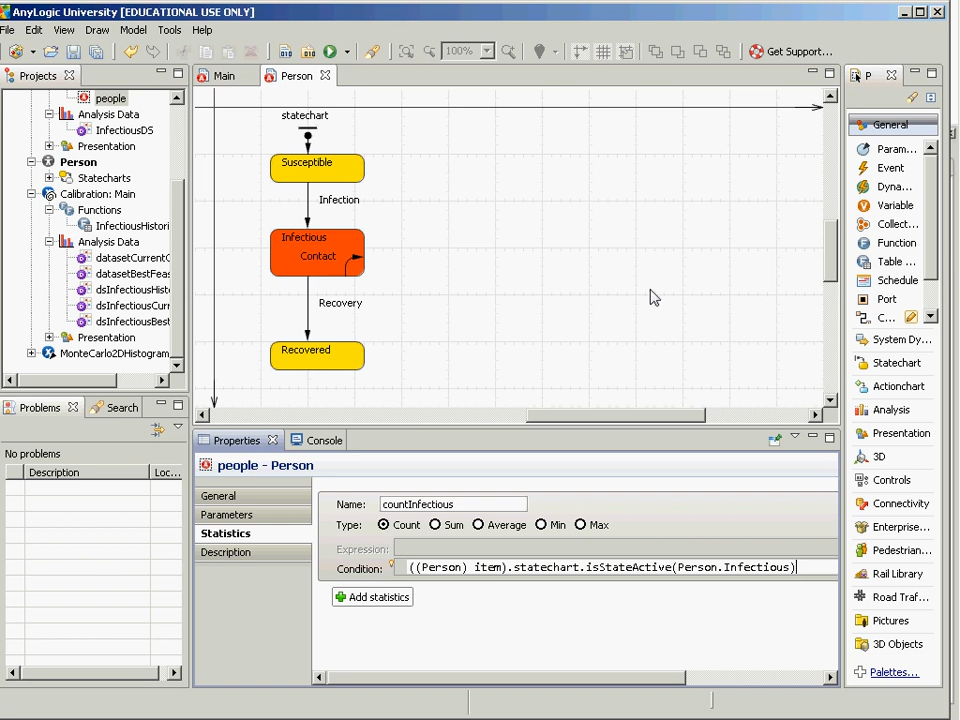 AnyLogic University [EDUCATIONAL USE ONLY]
File Edit View Draw Model Tools Help
100% Get Support...
Projects
people
Analysis Data
InfectiousDS
Presentation
Person
Statecharts
Calibration: Main
Functions
InfectiousHistori
Analysis Data
datasetCurrentC
datasetBestFeas
dsInfectiousHist
dsInfectiousCurr
dsInfectiousBest
Presentation
MonteCarlo2DHistogram
Main Person
statechart
Susceptible
Infection
Infectious
Contact
Recovery
Recovered
P
General
Param...
Event
Dyna...
Variable
Collect...
Function
Table ...
Schedule
Port
C...
System Dy...
Statechart
Actionchart
Analysis
Presentation
3D
Controls
Connectivity
Enterprise...
Pedestrian...
Rail Library
Road Traf...
Pictures
3D Objects
Palettes...
Problems Search
No problems
Description Loc...
Properties Console
people - Person
General
Parameters
Statistics
Description
Name: countInfectious
Type: Count Sum Average Min Max
Expression:
Condition: ((Person) item).statechart.isStateActive(Person.Infectious)
Add statistics